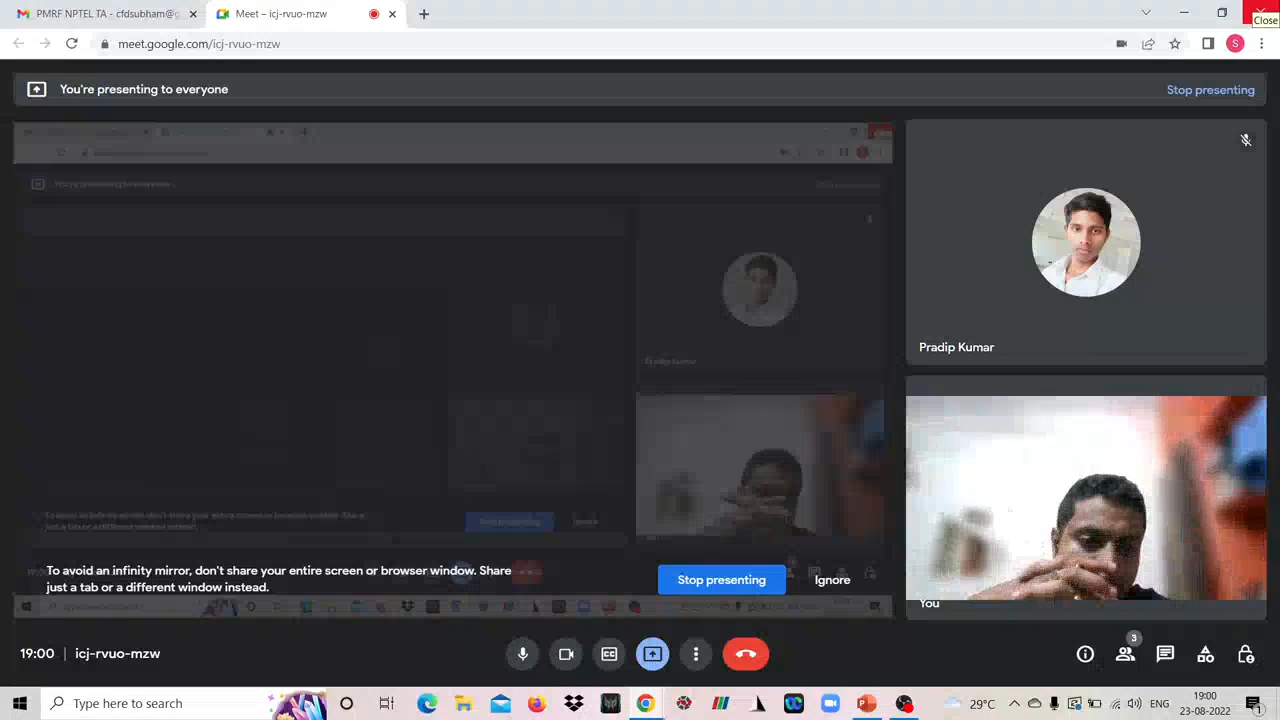 PMRF NPTEL TA - cfdsubham@g
Meet – icj-rvuo-mzw
Close
meet.google.com/icj-rvuo-mzw
S
You're presenting to everyone
Stop presenting
Pradip Kumar
To avoid an infinity mirror, don't share your entire screen or browser window. Share
just a tab or a different window instead.
Stop presenting
Ignore
You
19:00 | icj-rvuo-mzw
3
Type here to search
29°C
ENG
19:00
23-08-2022
1